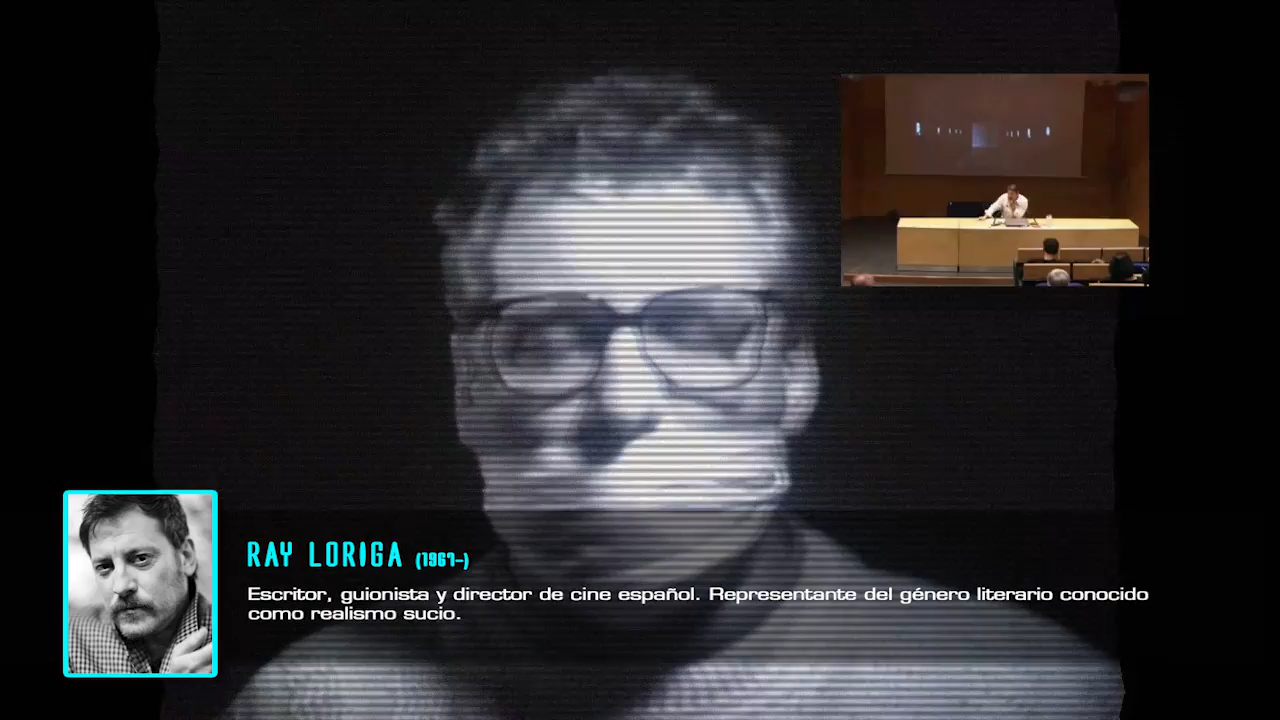 RAY LORIGA (1967-)
Escritor, guionista y director de cine español. Representante del género literario conocido
como realismo sucio.